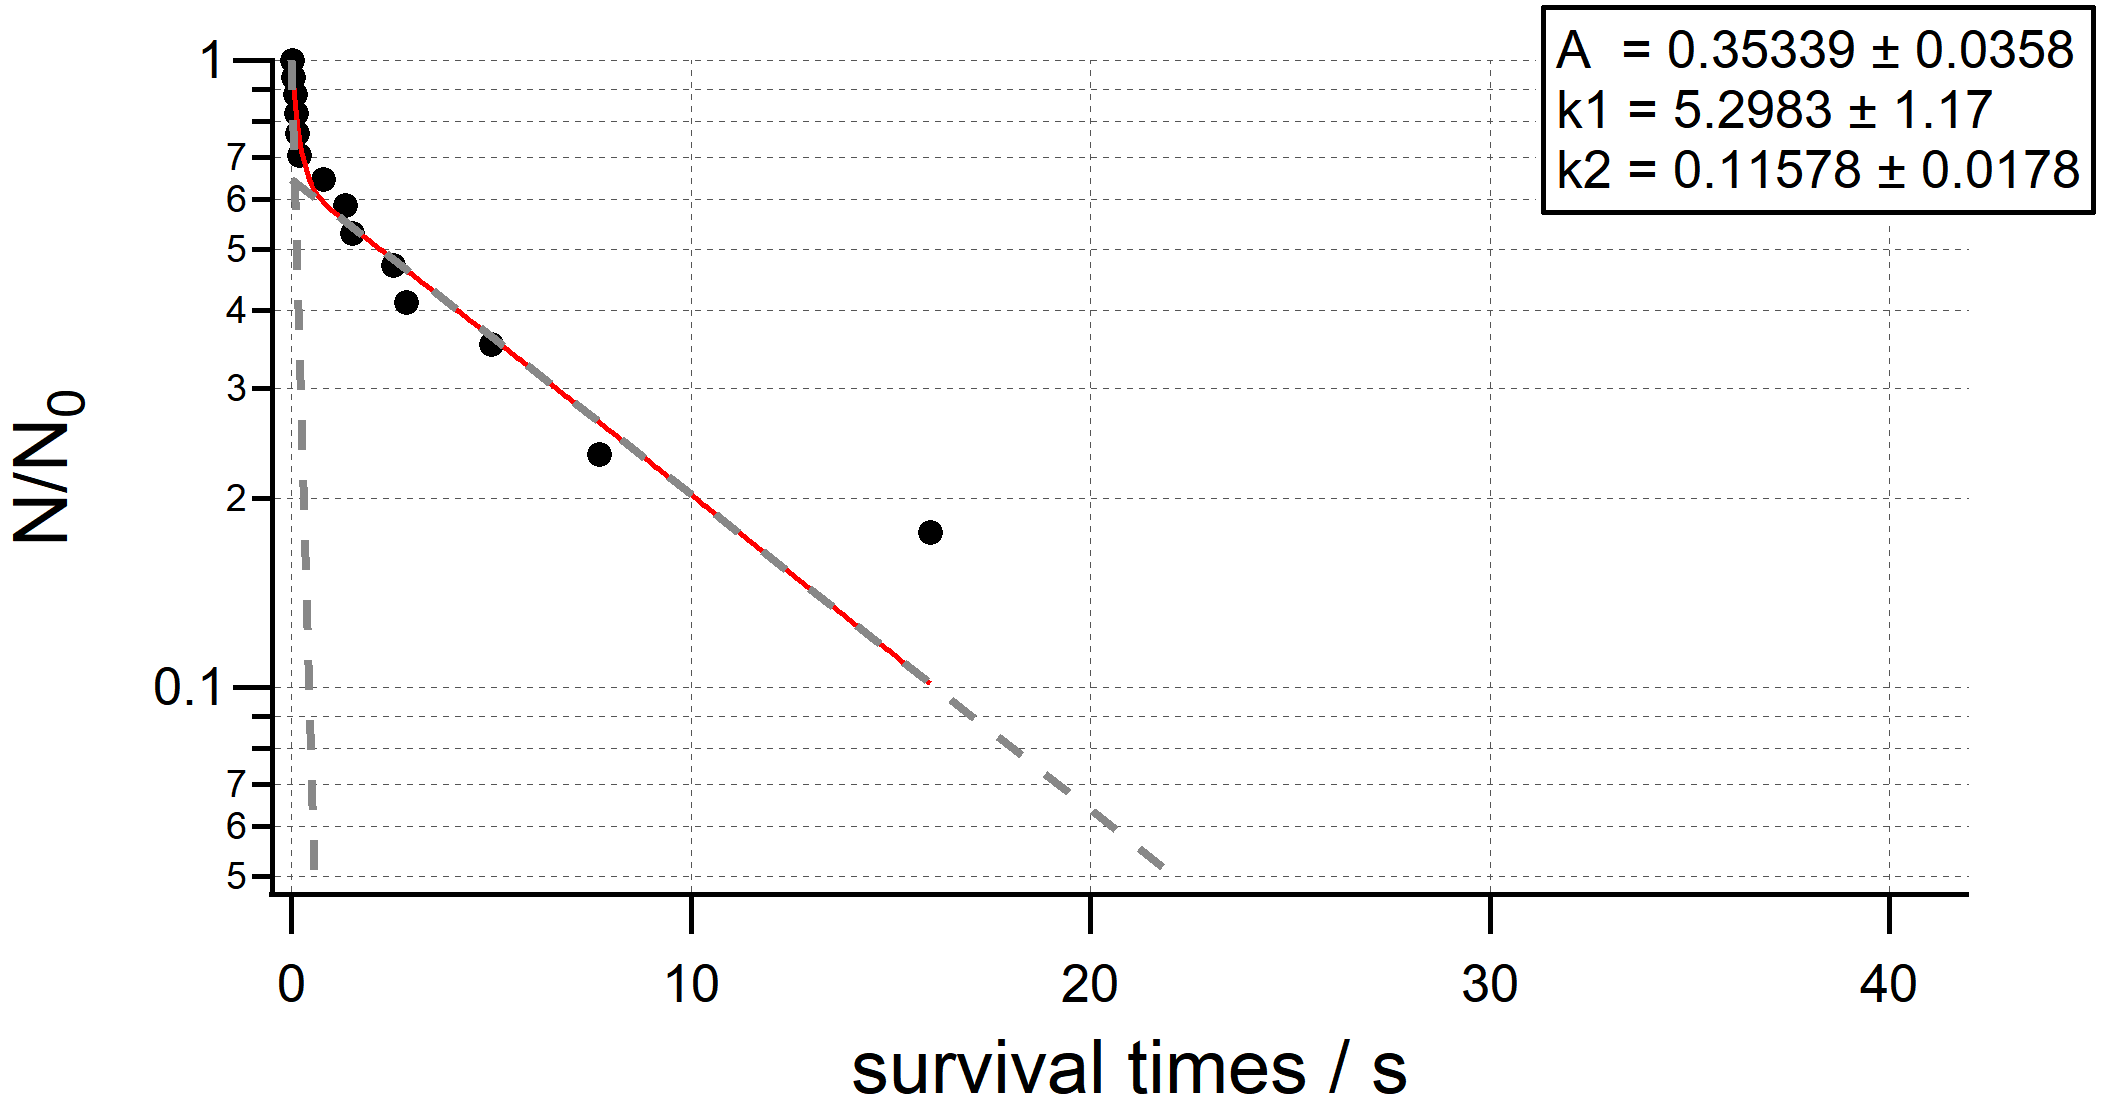 A = 0.35339 ± 0.0358
k1 = 5.2983 ± 1.17
k2 = 0.11578 ± 0.0178
1
7
6
5
4
3
2
0.1
7
6
5
N/N0
0 10 20 30 40
survival times / s